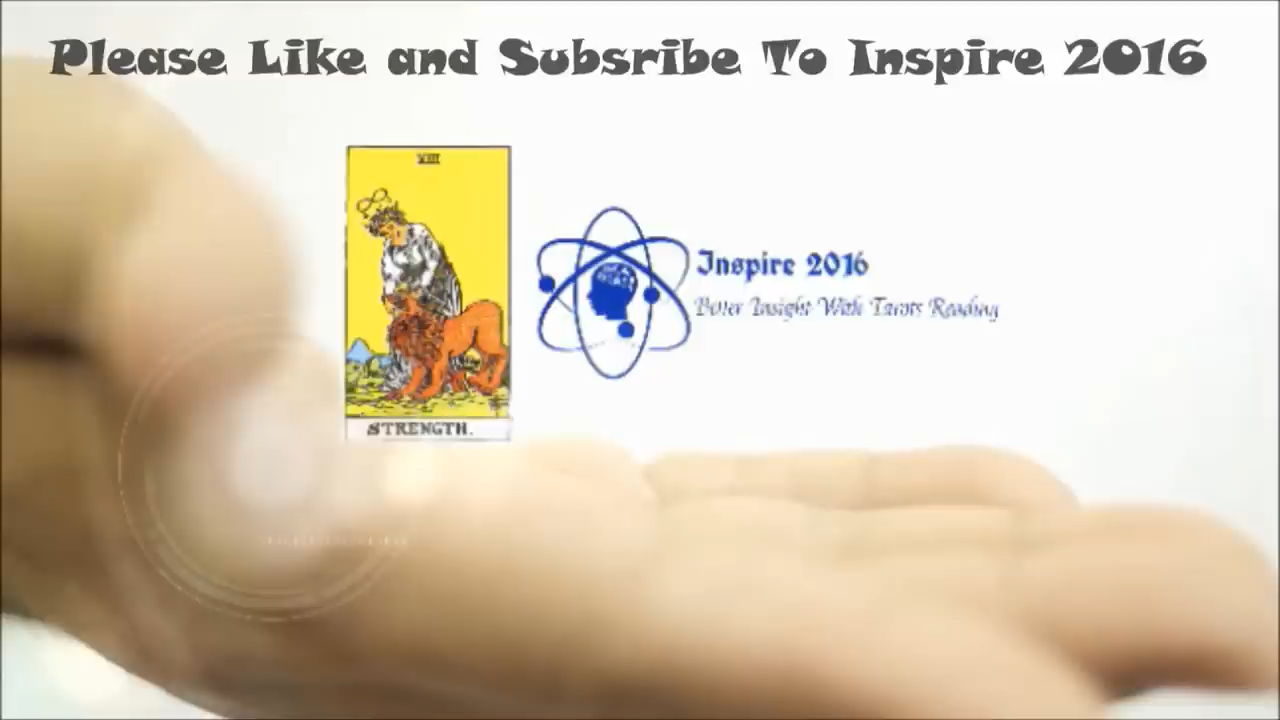 Please Like and Subsribe To Inspire 2016
VIII
STRENGTH.
Inspire 2016
Better Insight With Tarots Reading